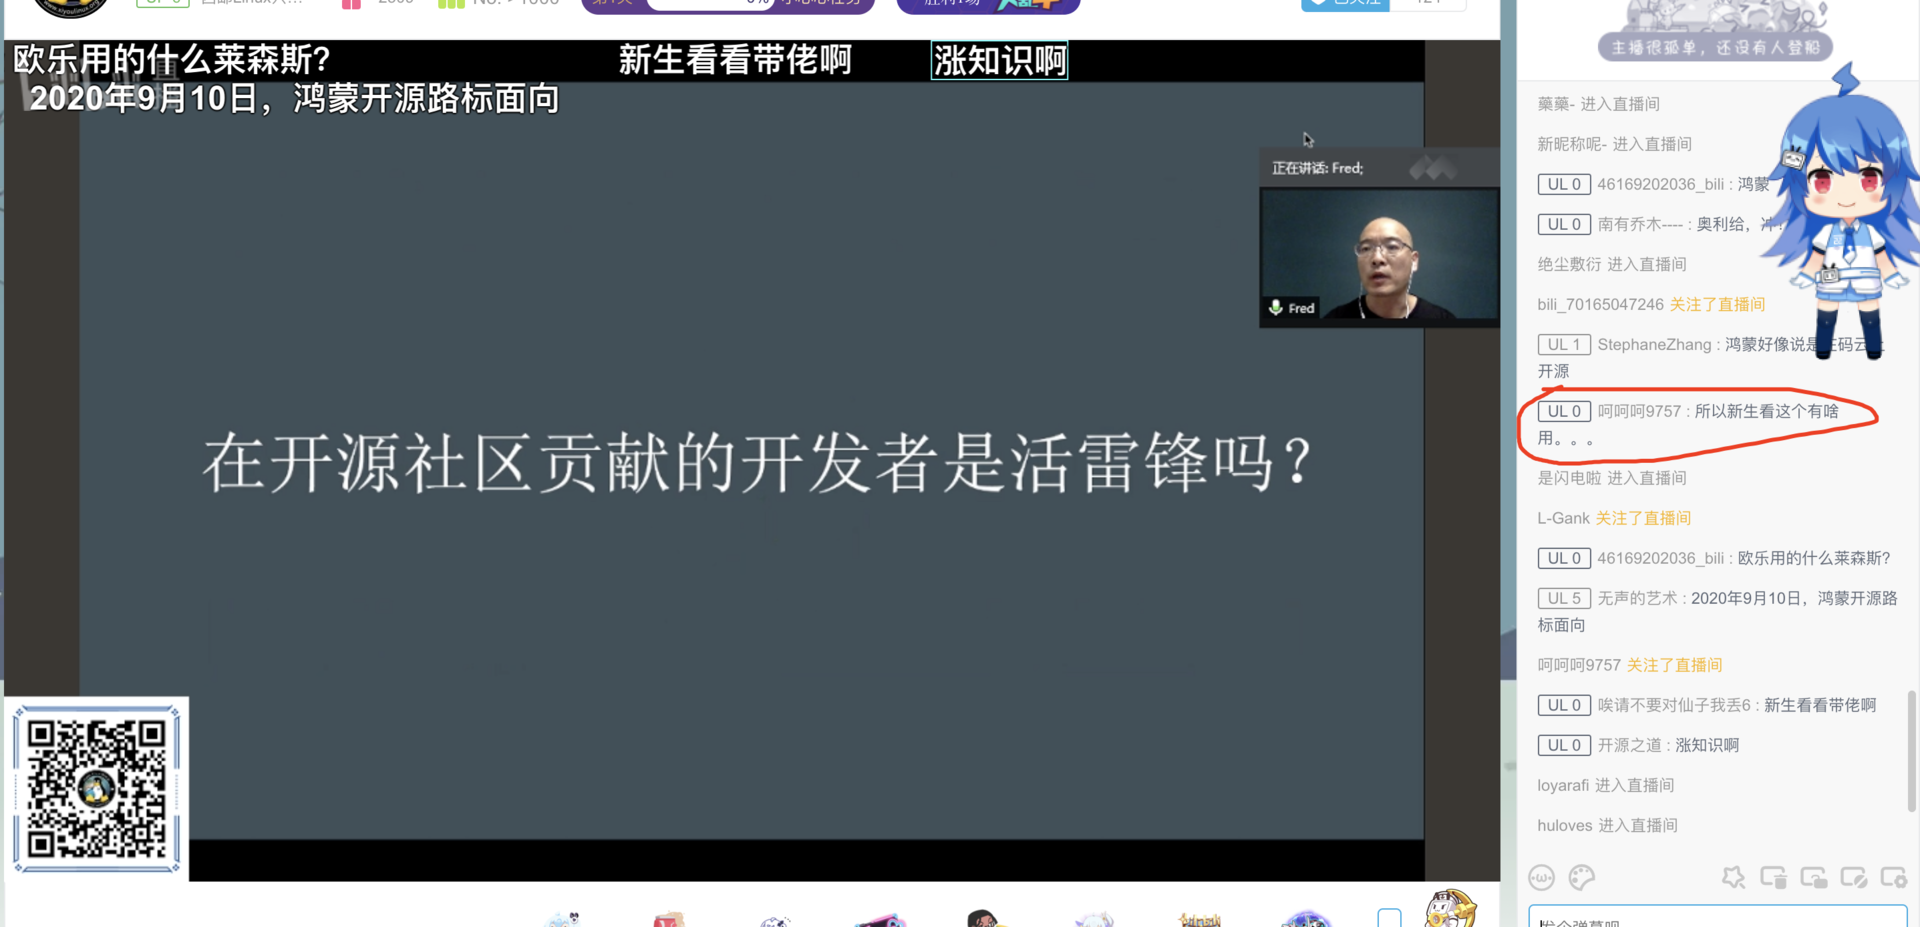 主播很孤单，还没有人登船
欧乐用的什么莱森斯?
新生看看带佬啊
涨知识啊
2020年9月10日，鸿蒙开源路标面向
正在讲话: Fred;
Fred
在开源社区贡献的开发者是活雷锋吗？
藥藥- 进入直播间
新昵称呢- 进入直播间
UL 0 46169202036_bili : 鸿蒙
UL 0 南有乔木---- : 奥利给，冲!
绝尘敷衍 进入直播间
bili_70165047246 关注了直播间
UL 1 StephaneZhang : 鸿蒙好像说是在码云上
开源
UL 0 呵呵呵9757 : 所以新生看这个有啥
用。。。
是闪电啦 进入直播间
L-Gank 关注了直播间
UL 0 46169202036_bili : 欧乐用的什么莱森斯?
UL 5 无声的艺术 : 2020年9月10日，鸿蒙开源路
标面向
呵呵呵9757 关注了直播间
UL 0 唉请不要对仙子我丢6 : 新生看看带佬啊
UL 0 开源之道 : 涨知识啊
loyarafi 进入直播间
huloves 进入直播间